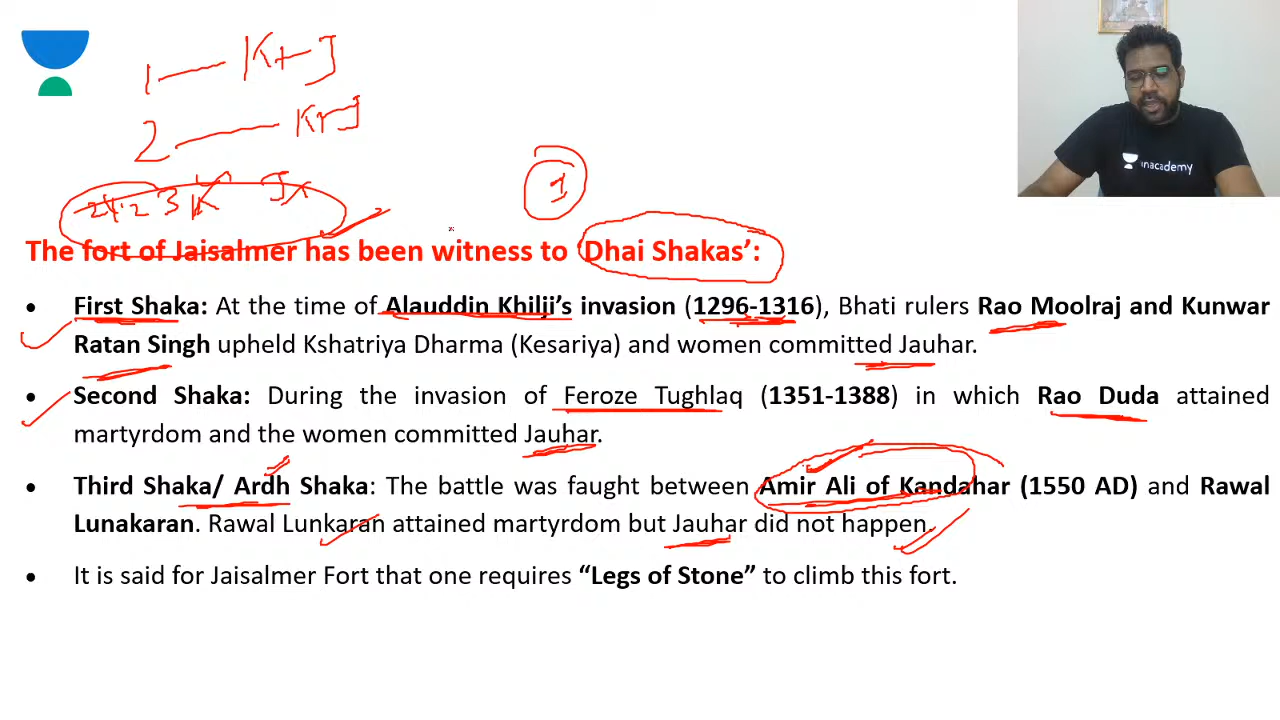 1 — K+J
2 — K+J
3 K J
1
unacademy
The fort of Jaisalmer has been witness to ‘Dhai Shakas’:
• First Shaka: At the time of Alauddin Khilji’s invasion (1296-1316), Bhati rulers Rao Moolraj and Kunwar
Ratan Singh upheld Kshatriya Dharma (Kesariya) and women committed Jauhar.
• Second Shaka: During the invasion of Feroze Tughlaq (1351-1388) in which Rao Duda attained
martyrdom and the women committed Jauhar.
• Third Shaka/ Ardh Shaka: The battle was faught between Amir Ali of Kandahar (1550 AD) and Rawal
Lunakaran. Rawal Lunkaran attained martyrdom but Jauhar did not happen.
• It is said for Jaisalmer Fort that one requires “Legs of Stone” to climb this fort.